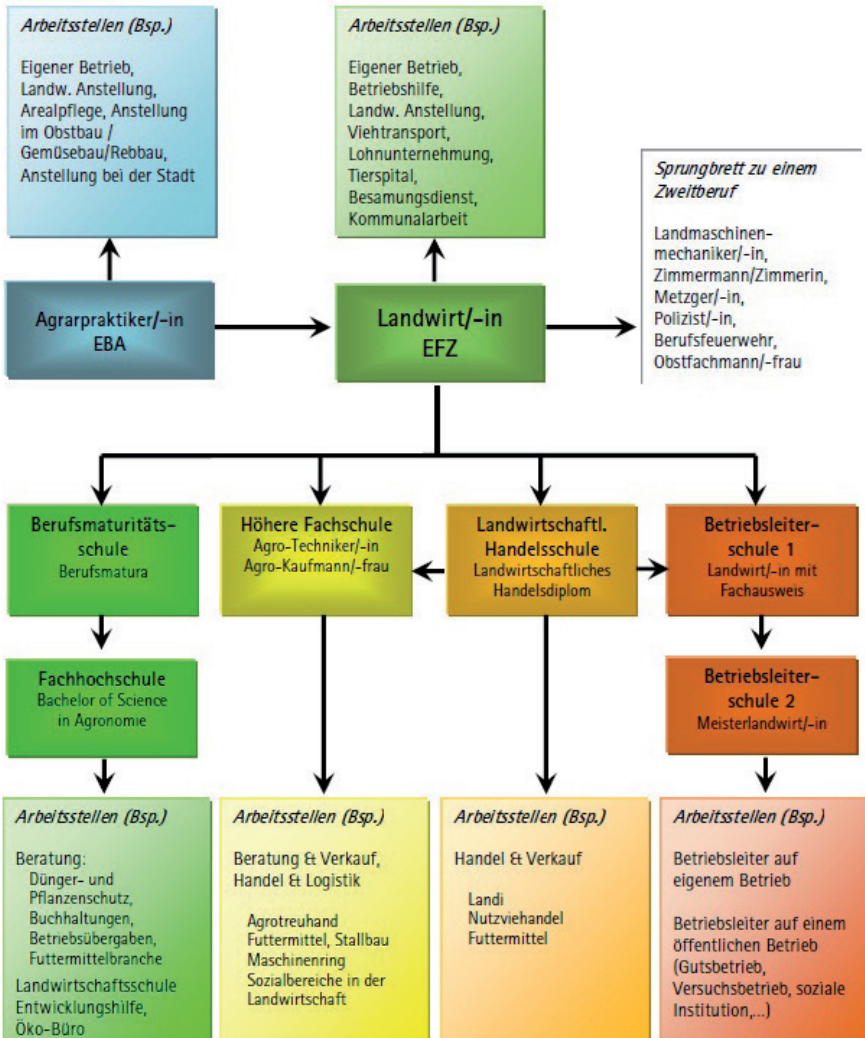 Arbeitsstellen (Bsp.)
Eigener Betrieb,
Landw. Anstellung,
Arealpflege, Anstellung
im Obstbau /
Gemüsebau/Rebbau,
Anstellung bei der Stadt
Arbeitsstellen (Bsp.)
Eigener Betrieb,
Betriebshilfe,
Landw. Anstellung,
Viehtransport,
Lohnunternehmung,
Tierspital,
Besamungsdienst,
Kommunalarbeit
Sprungbrett zu einem
Zweitberuf
Landmaschinen-
mechaniker/-in,
Zimmermann/Zimmerin,
Metzger/-in,
Polizist/-in,
Berufsfeuerwehr,
Obstfachmann/-frau
Agrarpraktiker/-in
EBA
Landwirt/-in
EFZ
Berufsmaturitäts-
schule
Berufsmatura
Höhere Fachschule
Agro-Techniker/-in
Agro-Kaufmann/-frau
Landwirtschaftl.
Handelsschule
Landwirtschaftliches
Handelsdiplom
Betriebsleiter-
schule 1
Landwirt/-in mit
Fachausweis
Fachhochschule
Bachelor of Science
in Agronomie
Betriebsleiter-
schule 2
Meisterlandwirt/-in
Arbeitsstellen (Bsp.)
Beratung:
Dünger- und
Pflanzenschutz,
Buchhaltungen,
Betriebsübergaben,
Futtermittelbranche
Landwirtschaftsschule
Entwicklungshilfe,
Öko-Büro
Arbeitsstellen (Bsp.)
Beratung & Verkauf,
Handel & Logistik
Agrotreuhand
Futtermittel, Stallbau
Maschinenring
Sozialbereiche in der
Landwirtschaft
Arbeitsstellen (Bsp.)
Handel & Verkauf
Landi
Nutzviehandel
Futtermittel
Arbeitsstellen (Bsp.)
Betriebsleiter auf
eigenem Betrieb
Betriebsleiter auf einem
öffentlichen Betrieb
(Gutsbetrieb,
Versuchsbetrieb, soziale
Institution,...)